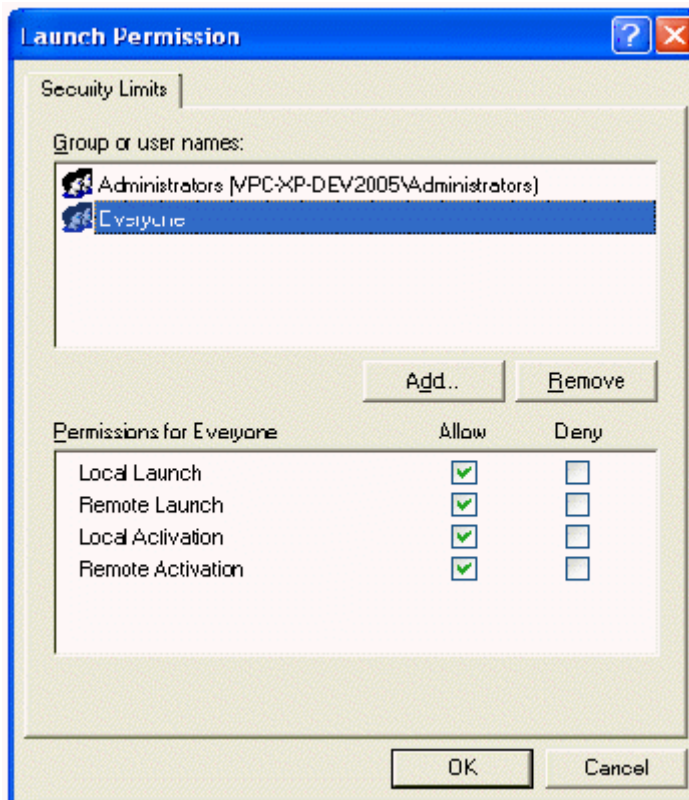 Launch Permission
Security Limits
Group or user names:
Administrators (VPC-XP-DEV2005\Administrators)
Everyone
Add...
Remove
Permissions for Everyone Allow Deny
Local Launch
Remote Launch
Local Activation
Remote Activation
OK
Cancel